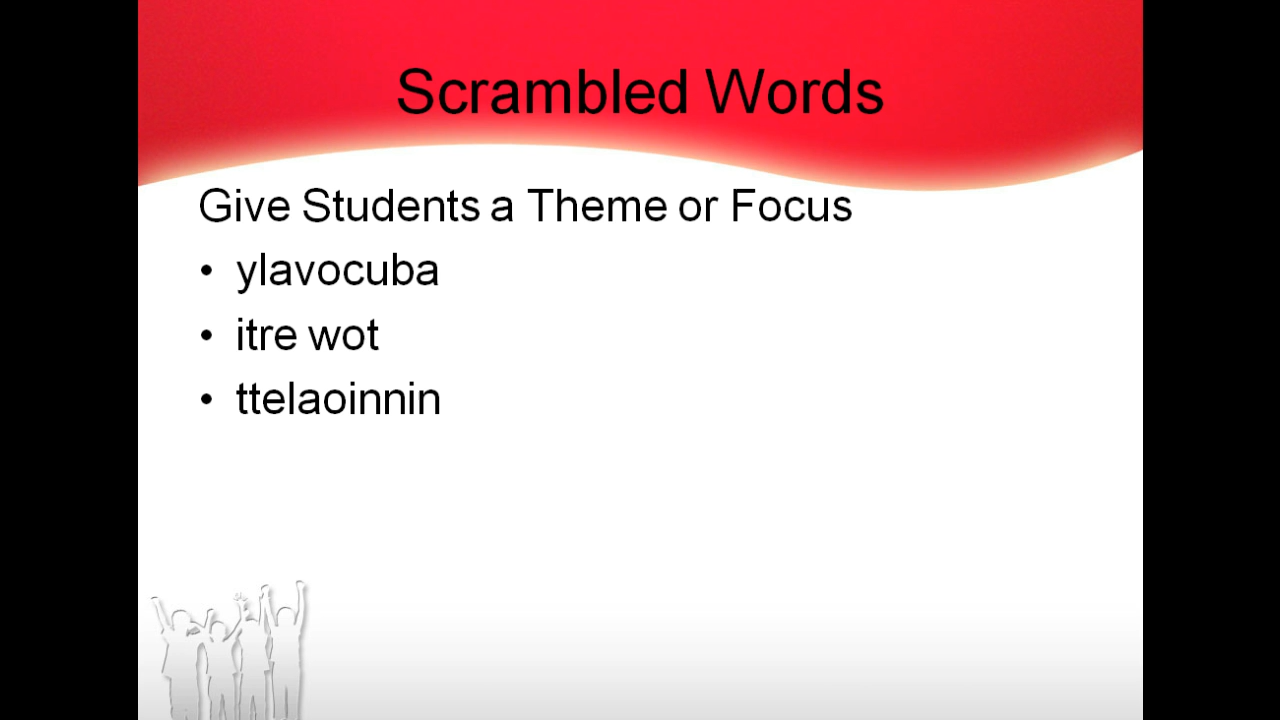 Scrambled Words
Give Students a Theme or Focus
• ylavocuba
• itre wot
• ttelaoinnin